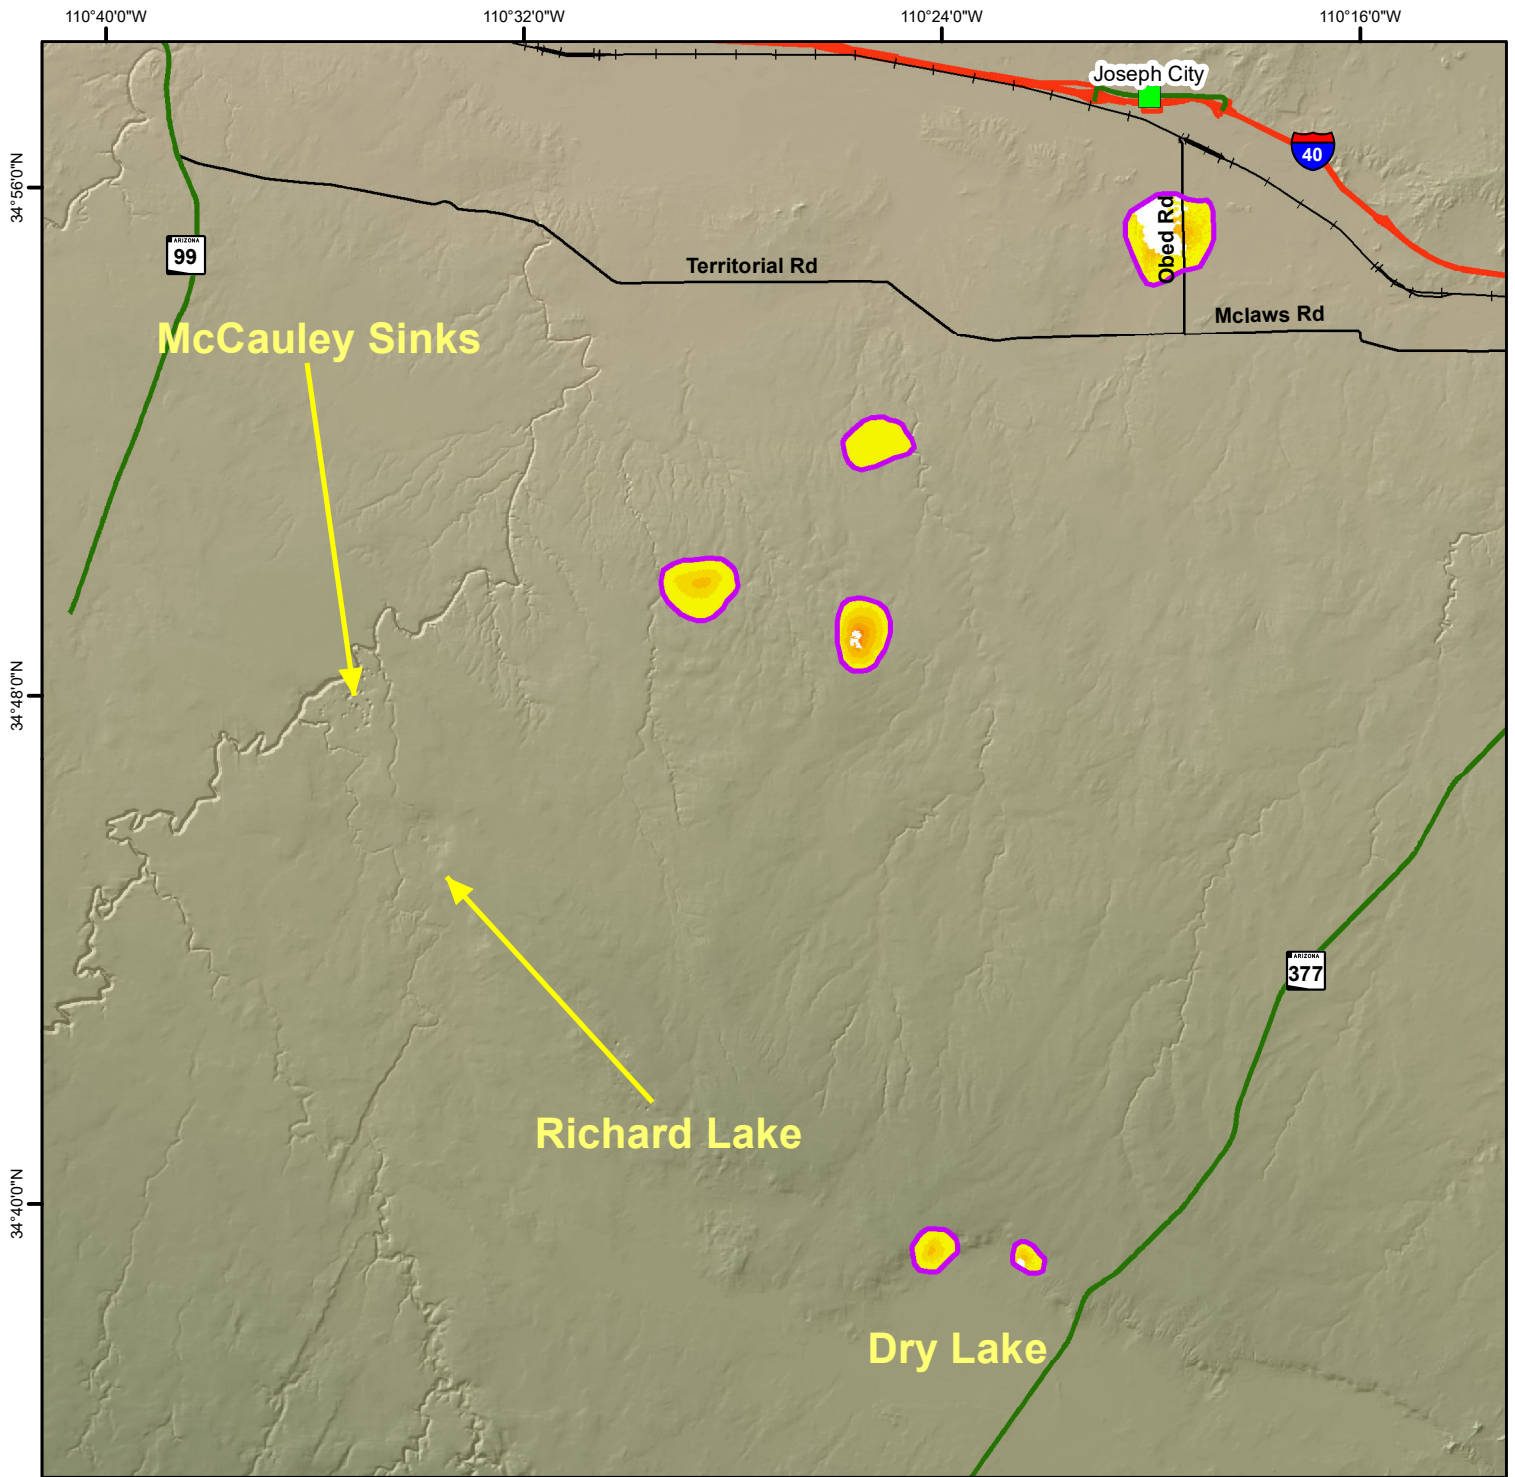 110°40'0"W
110°32'0"W
110°24'0"W
110°16'0"W
Joseph City
40
34°56'0"N
Obed Rd
ARIZONA
99
Territorial Rd
Mclaws Rd
McCauley Sinks
34°48'0"N
ARIZONA
377
Richard Lake
34°40'0"N
Dry Lake